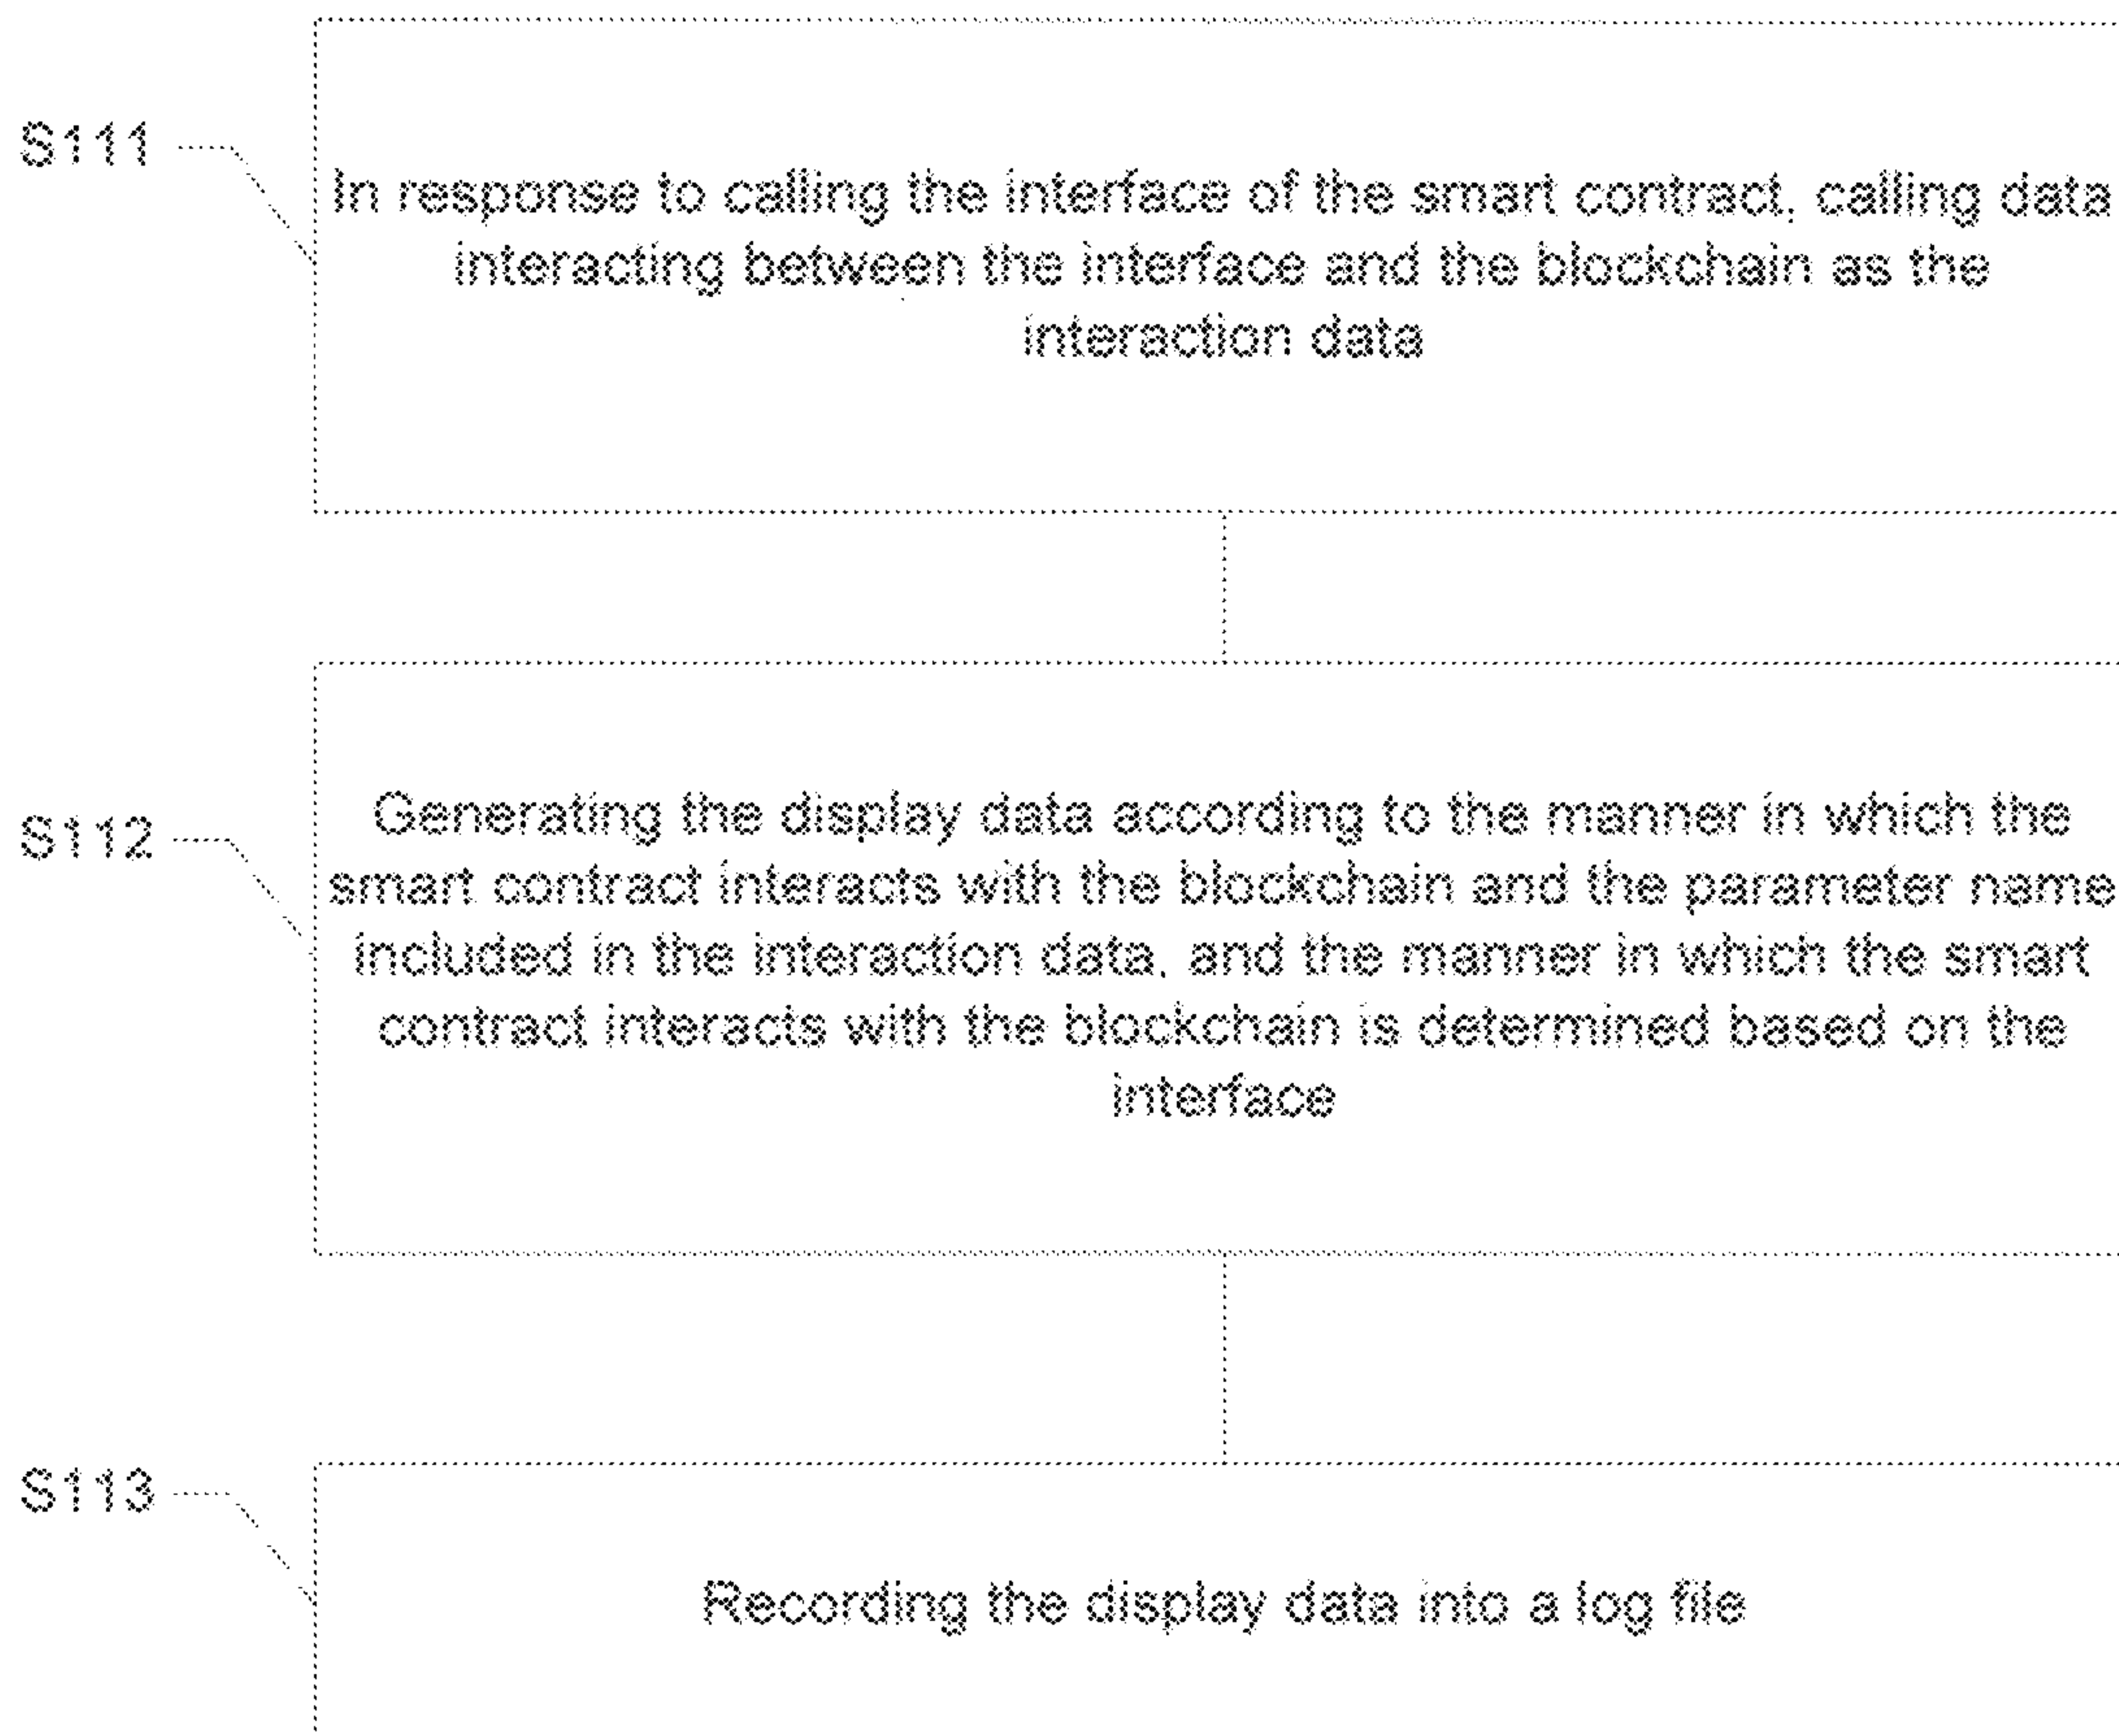 S111
In response to calling the interface of the smart contract, calling data
interacting between the interface and the blockchain as the
interaction data
S112
Generating the display data according to the manner in which the
smart contract interacts with the blockchain and the parameter name
included in the interaction data, and the manner in which the smart
contract interacts with the blockchain is determined based on the
interface
S113
Recording the display data into a log file